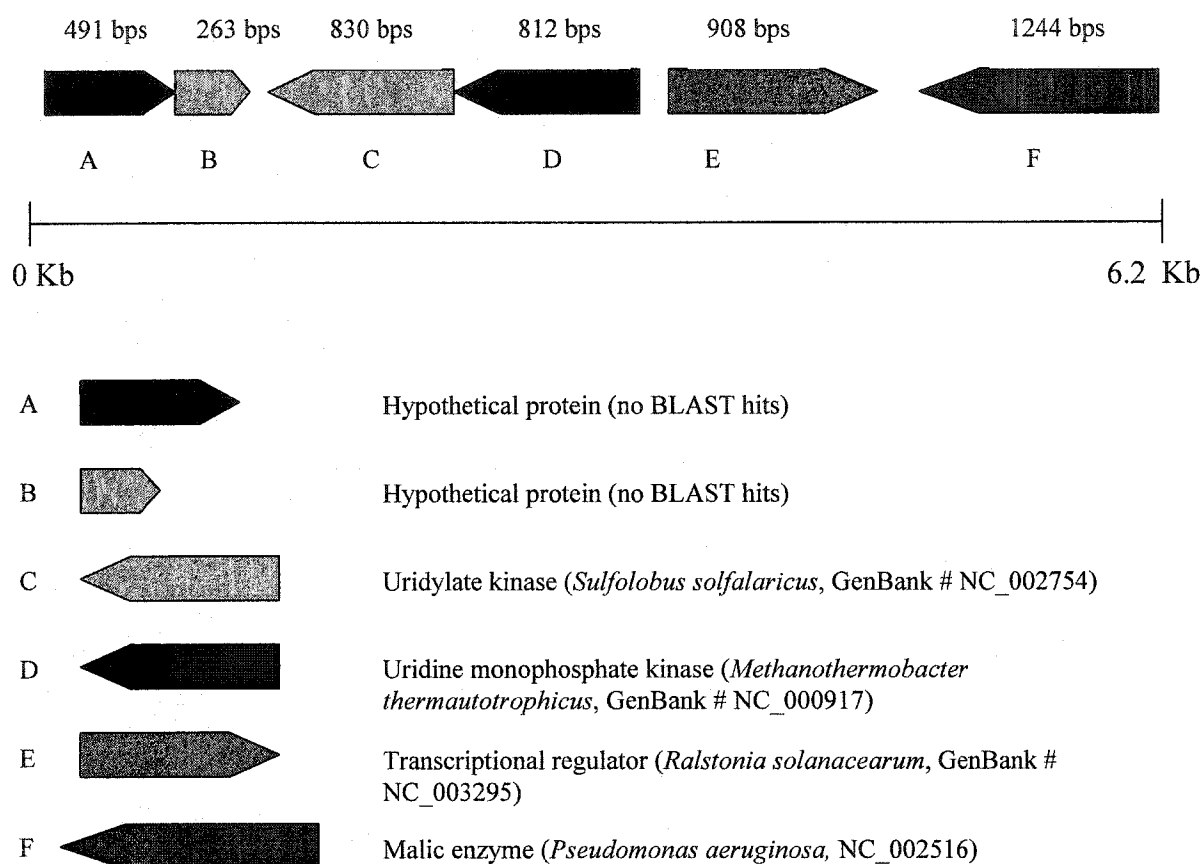 491 bps 263 bps 830 bps 812 bps 908 bps 1244 bps
A B C D E F
0 Kb 6.2 Kb
A Hypothetical protein (no BLAST hits)
B Hypothetical protein (no BLAST hits)
C Uridylate kinase (Sulfolobus solfalaricus, GenBank # NC_002754)
D Uridine monophosphate kinase (Methanothermobacter
thermautotrophicus, GenBank # NC_000917)
E Transcriptional regulator (Ralstonia solanacearum, GenBank #
NC_003295)
F Malic enzyme (Pseudomonas aeruginosa, NC_002516)